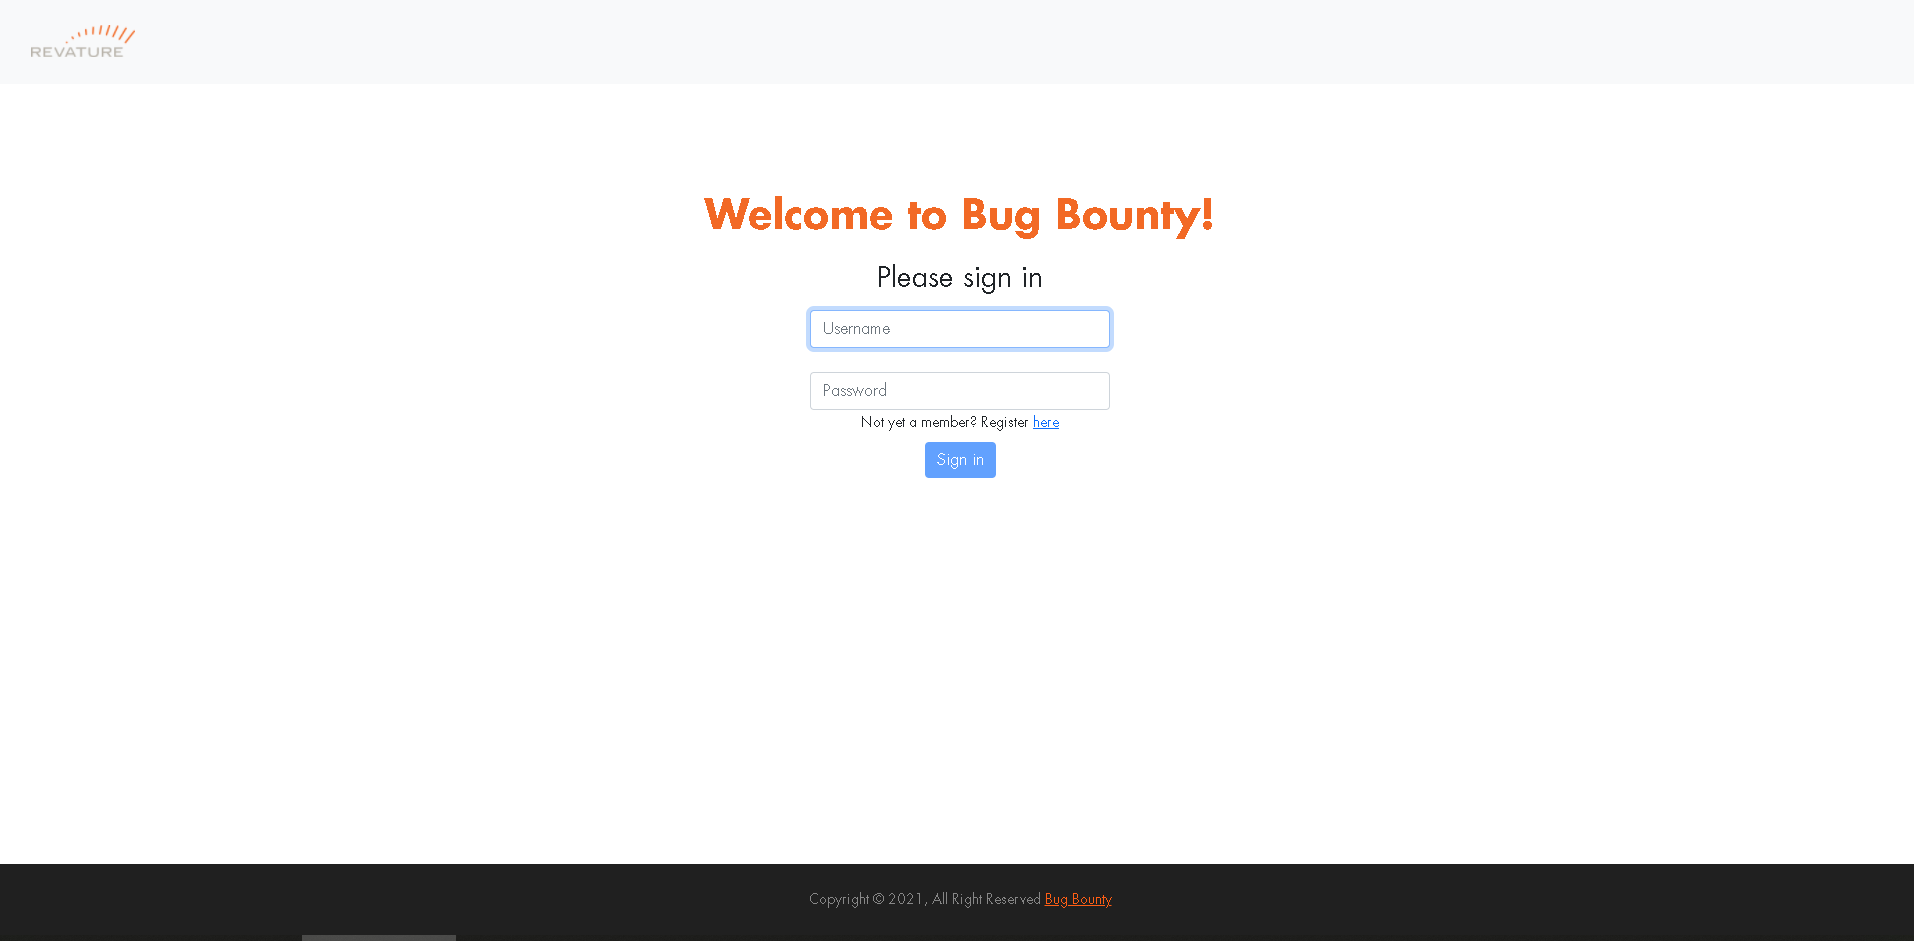 REVATURE
Welcome to Bug Bounty!
Please sign in
Username
Password
Not yet a member? Register here
Sign in
Copyright © 2021, All Right Reserved Bug Bounty